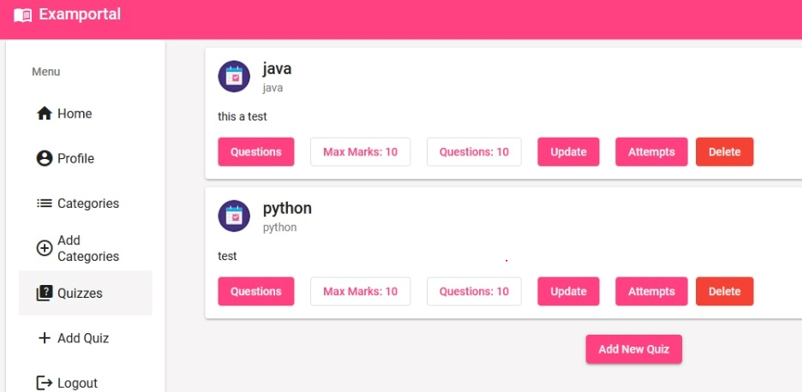 Examportal
Menu
Home
Profile
Categories
Add
Categories
Quizzes
Add Quiz
Logout
java
java
this a test
Questions Max Marks: 10 Questions: 10 Update Attempts Delete
python
python
test
Questions Max Marks: 10 Questions: 10 Update Attempts Delete
Add New Quiz